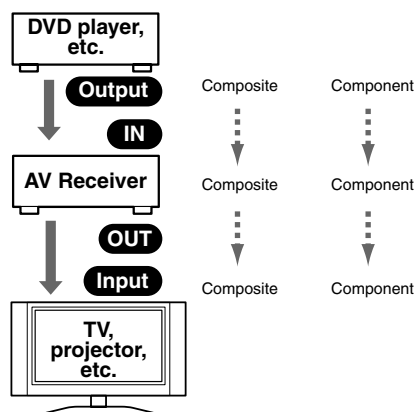 DVD player,
etc.
Output
Composite
Component
IN
AV Receiver
Composite
Component
OUT
Input
Composite
Component
TV,
projector,
etc.